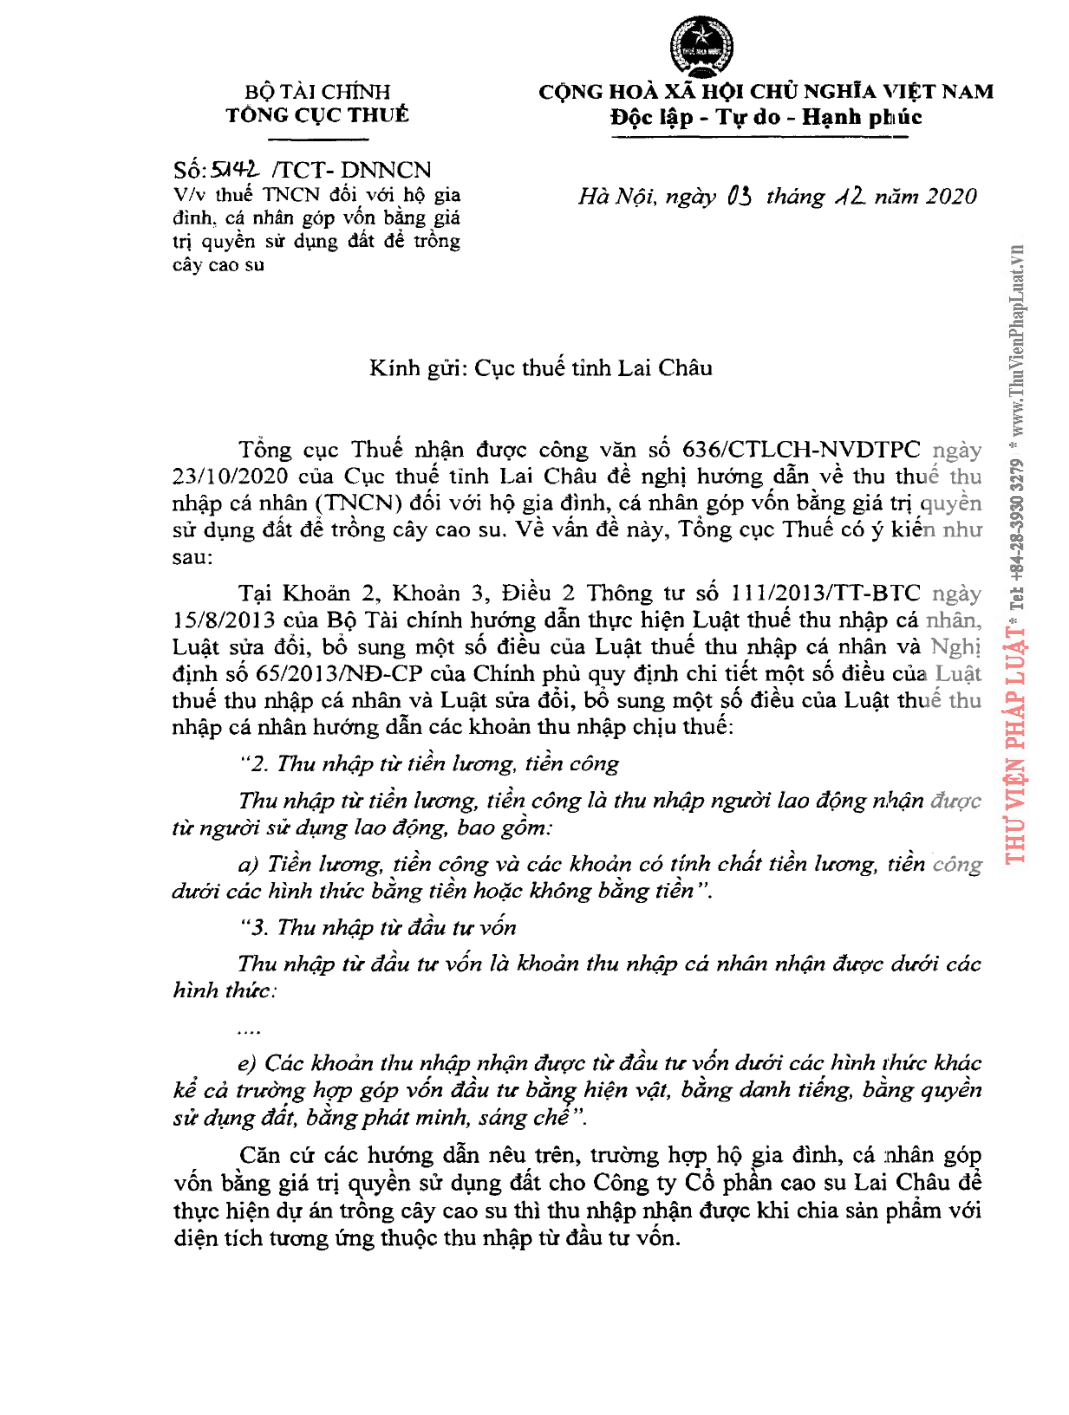 BỘ TÀI CHÍNH
TỔNG CỤC THUẾ
CỘNG HOÀ XÃ HỘI CHỦ NGHĨA VIỆT NAM
Độc lập - Tự do - Hạnh phúc
Số: 5142 /TCT- DNNCN
V/v thuế TNCN đối với hộ gia
đình, cá nhân góp vốn bằng giá
trị quyền sử dụng đất để trồng
cây cao su
Hà Nội, ngày 03 tháng 12 năm 2020
Kính gửi: Cục thuế tỉnh Lai Châu
Tổng cục Thuế nhận được công văn số 636/CTLCH-NVDTPC ngày
23/10/2020 của Cục thuế tỉnh Lai Châu đề nghị hướng dẫn về thu thuế thu
nhập cá nhân (TNCN) đối với hộ gia đình, cá nhân góp vốn bằng giá trị quyền
sử dụng đất để trồng cây cao su. Về vấn đề này, Tổng cục Thuế có ý kiến như
sau:
Tại Khoản 2, Khoản 3, Điều 2 Thông tư số 111/2013/TT-BTC ngày
15/8/2013 của Bộ Tài chính hướng dẫn thực hiện Luật thuế thu nhập cá nhân,
Luật sửa đổi, bổ sung một số điều của Luật thuế thu nhập cá nhân và Nghị
định số 65/2013/NĐ-CP của Chính phủ quy định chi tiết một số điều của Luật
thuế thu nhập cá nhân và Luật sửa đổi, bổ sung một số điều của Luật thuế thu
nhập cá nhân hướng dẫn các khoản thu nhập chịu thuế:
"2. Thu nhập từ tiền lương, tiền công
Thu nhập từ tiền lương, tiền công là thu nhập người lao động nhận được
từ người sử dụng lao động, bao gồm:
a) Tiền lương, tiền công và các khoản có tính chất tiền lương, tiền công
dưới các hình thức bằng tiền hoặc không bằng tiền".
"3. Thu nhập từ đầu tư vốn
Thu nhập từ đầu tư vốn là khoản thu nhập cá nhân nhận được dưới các
hình thức:
....
e) Các khoản thu nhập nhận được từ đầu tư vốn dưới các hình thức khác
kể cả trường hợp góp vốn đầu tư bằng hiện vật, bằng danh tiếng, bằng quyền
sử dụng đất, bằng phát minh, sáng chế".
Căn cứ các hướng dẫn nêu trên, trường hợp hộ gia đình, cá nhân góp
vốn bằng giá trị quyền sử dụng đất cho Công ty Cổ phần cao su Lai Châu để
thực hiện dự án trồng cây cao su thì thu nhập nhận được khi chia sản phẩm với
diện tích tương ứng thuộc thu nhập từ đầu tư vốn.
THƯ VIỆN PHÁP LUẬT * Tel: +84-28-3930 3279 * www.ThuVienPhapLuat.vn